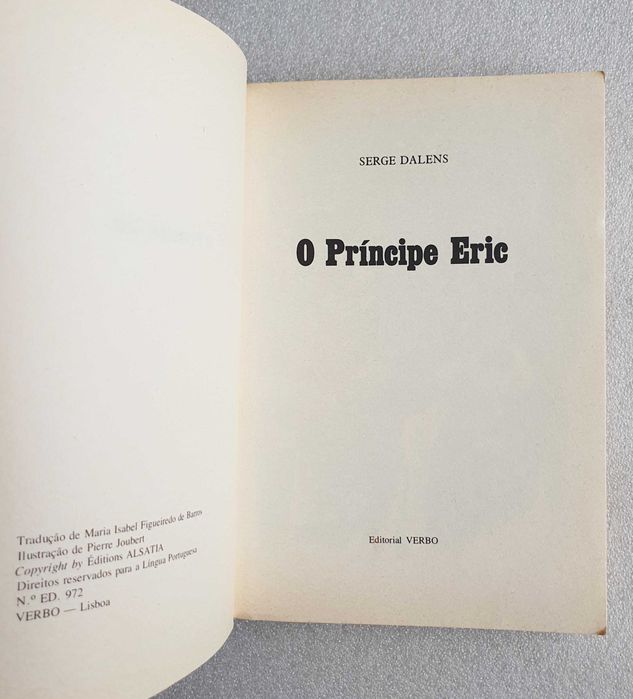 Tradução de Maria Isabel Figueiredo de Barros
Ilustração de Pierre Joubert
Copyright by Éditions ALSATIA
Direitos reservados para a Língua Portuguesa
N.º ED. 972
VERBO — Lisboa
SERGE DALENS
O Príncipe Eric
Editorial VERBO